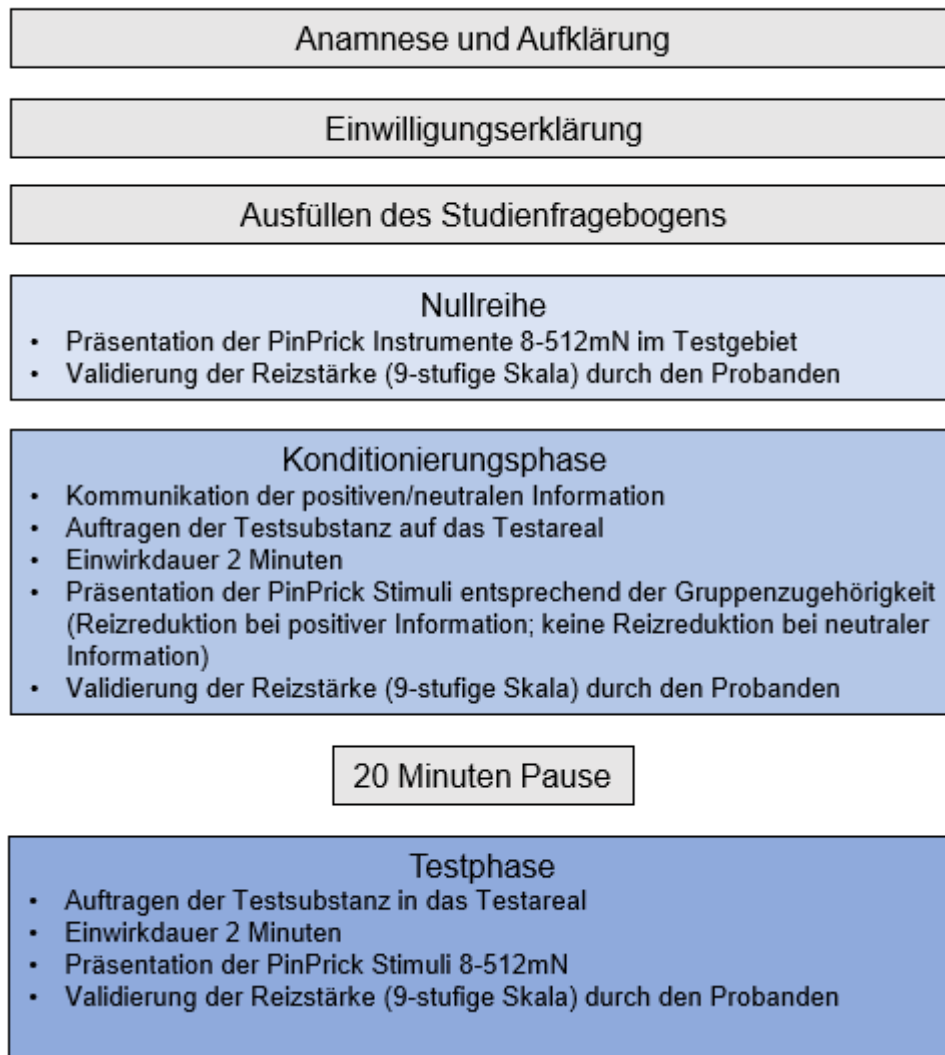 Anamnese und Aufklärung
Einwilligungserklärung
Ausfüllen des Studienfragebogens
Nullreihe
• Präsentation der PinPrick Instrumente 8-512mN im Testgebiet
• Validierung der Reizstärke (9-stufige Skala) durch den Probanden
Konditionierungsphase
• Kommunikation der positiven/neutralen Information
• Auftragen der Testsubstanz auf das Testareal
• Einwirkdauer 2 Minuten
• Präsentation der PinPrick Stimuli entsprechend der Gruppenzugehörigkeit
(Reizreduktion bei positiver Information; keine Reizreduktion bei neutraler
Information)
• Validierung der Reizstärke (9-stufige Skala) durch den Probanden
20 Minuten Pause
Testphase
• Auftragen der Testsubstanz in das Testareal
• Einwirkdauer 2 Minuten
• Präsentation der PinPrick Stimuli 8-512mN
• Validierung der Reizstärke (9-stufige Skala) durch den Probanden